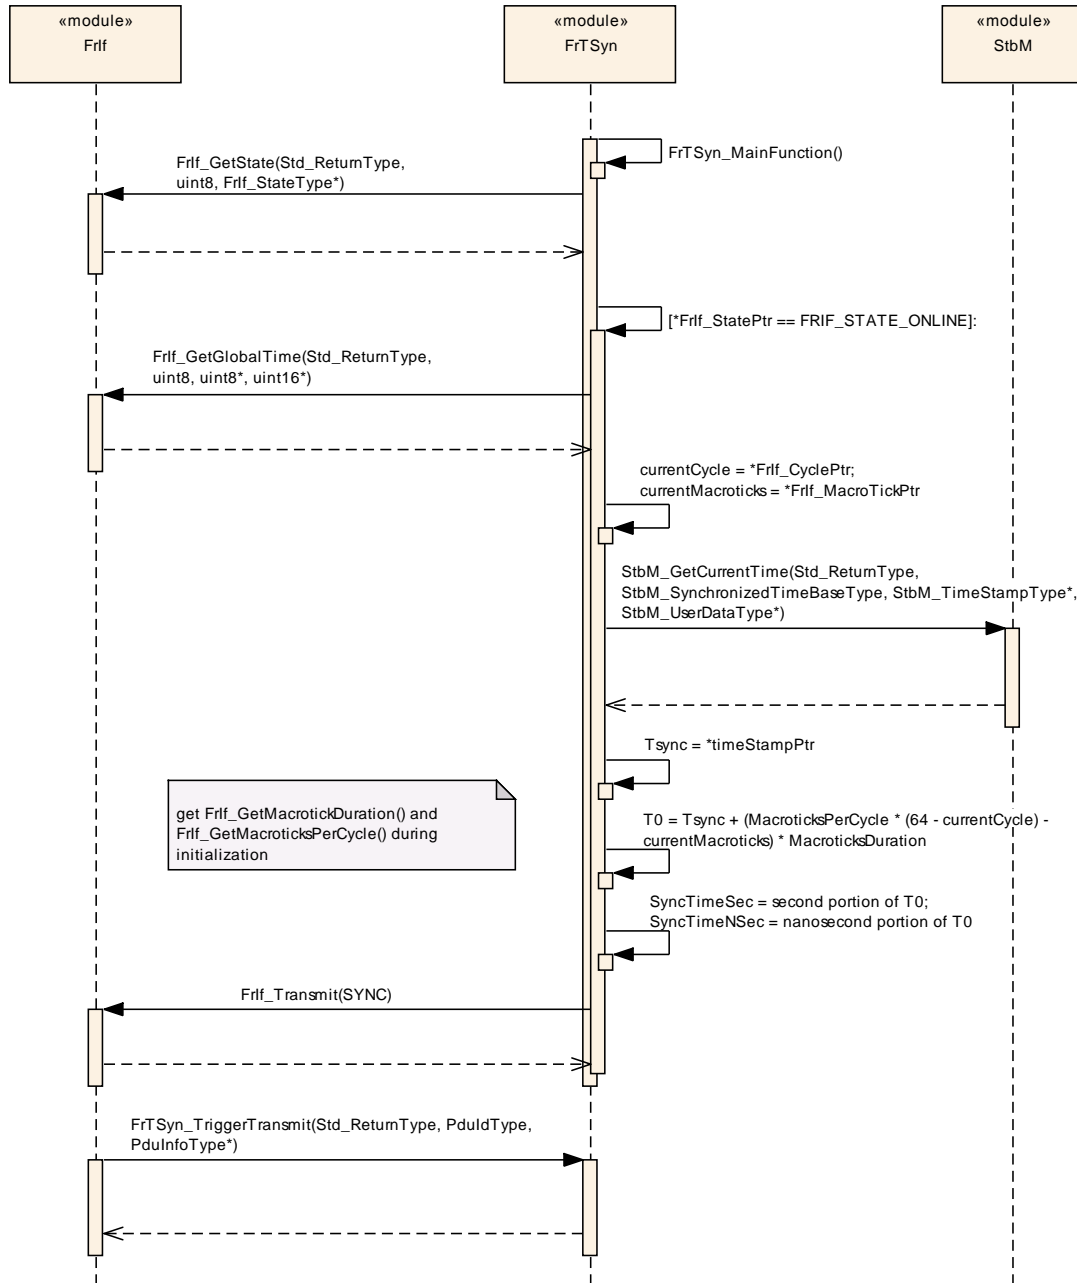 «module»
FrIf
«module»
FrTSyn
«module»
StbM
FrTSyn_MainFunction()
FrIf_GetState(Std_ReturnType,
uint8, FrIf_StateType*)
[*FrIf_StatePtr == FRIF_STATE_ONLINE]:
FrIf_GetGlobalTime(Std_ReturnType,
uint8, uint8*, uint16*)
currentCycle = *FrIf_CyclePtr;
currentMacroticks = *FrIf_MacroTickPtr
StbM_GetCurrentTime(Std_ReturnType,
StbM_SynchronizedTimeBaseType, StbM_TimeStampType*,
StbM_UserDataType*)
Tsync = *timeStampPtr
get FrIf_GetMacrotickDuration() and
FrIf_GetMacroticksPerCycle() during
initialization
T0 = Tsync + (MacroticksPerCycle * (64 - currentCycle) -
currentMacroticks) * MacroticksDuration
SyncTimeSec = second portion of T0;
SyncTimeNSec = nanosecond portion of T0
FrIf_Transmit(SYNC)
FrTSyn_TriggerTransmit(Std_ReturnType, PduIdType,
PduInfoType*)